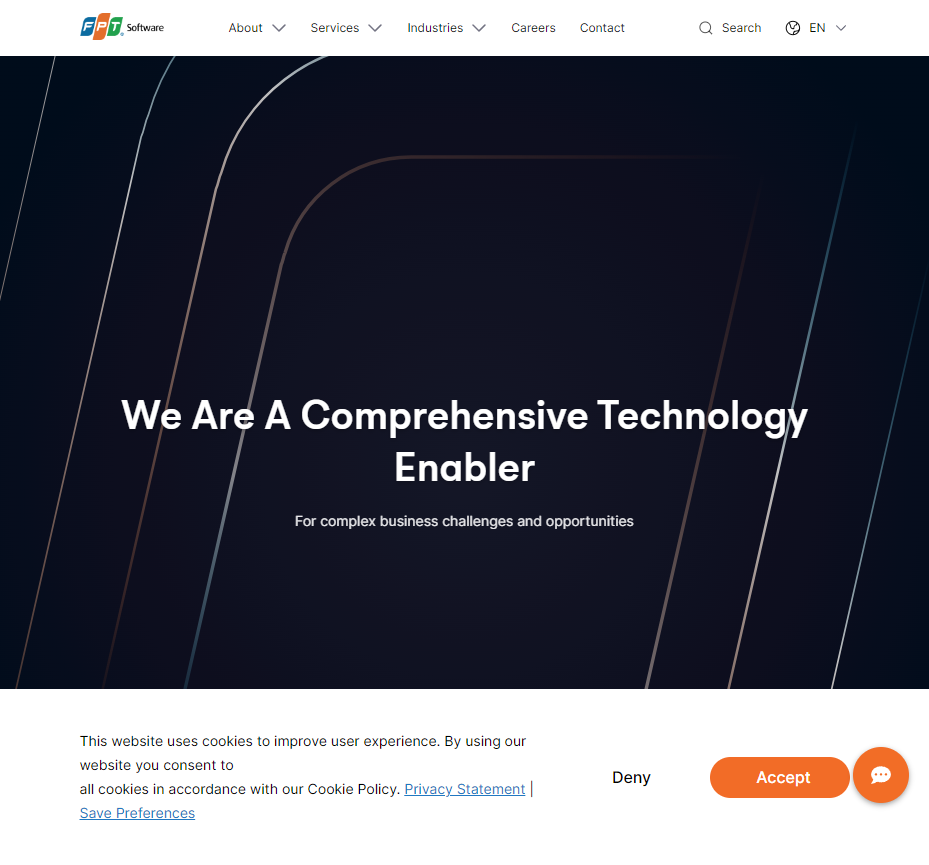 FPT Software
About
Services
Industries
Careers
Contact
Search
EN
We Are A Comprehensive Technology
Enabler
For complex business challenges and opportunities
This website uses cookies to improve user experience. By using our
website you consent to
all cookies in accordance with our Cookie Policy. Privacy Statement |
Save Preferences
Deny
Accept